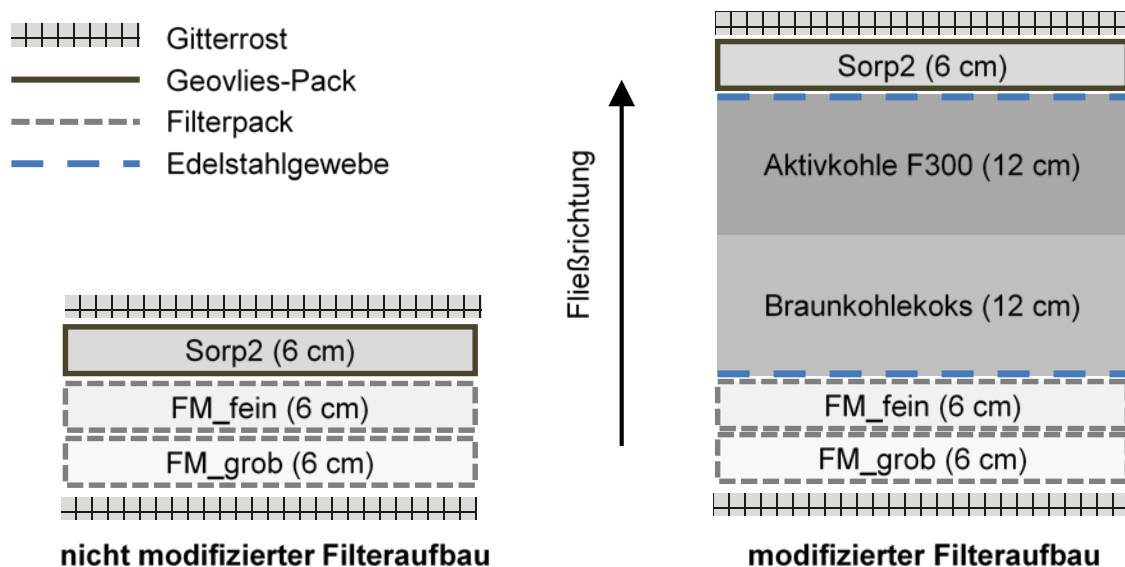 Gitterrost
Geovlies-Pack
Filterpack
Edelstahlgewebe
Sorp2 (6 cm)
FM_fein (6 cm)
FM_grob (6 cm)
nicht modifizierter Filteraufbau
Fließrichtung
Sorp2 (6 cm)
Aktivkohle F300 (12 cm)
Braunkohlekoks (12 cm)
FM_fein (6 cm)
FM_grob (6 cm)
modifizierter Filteraufbau